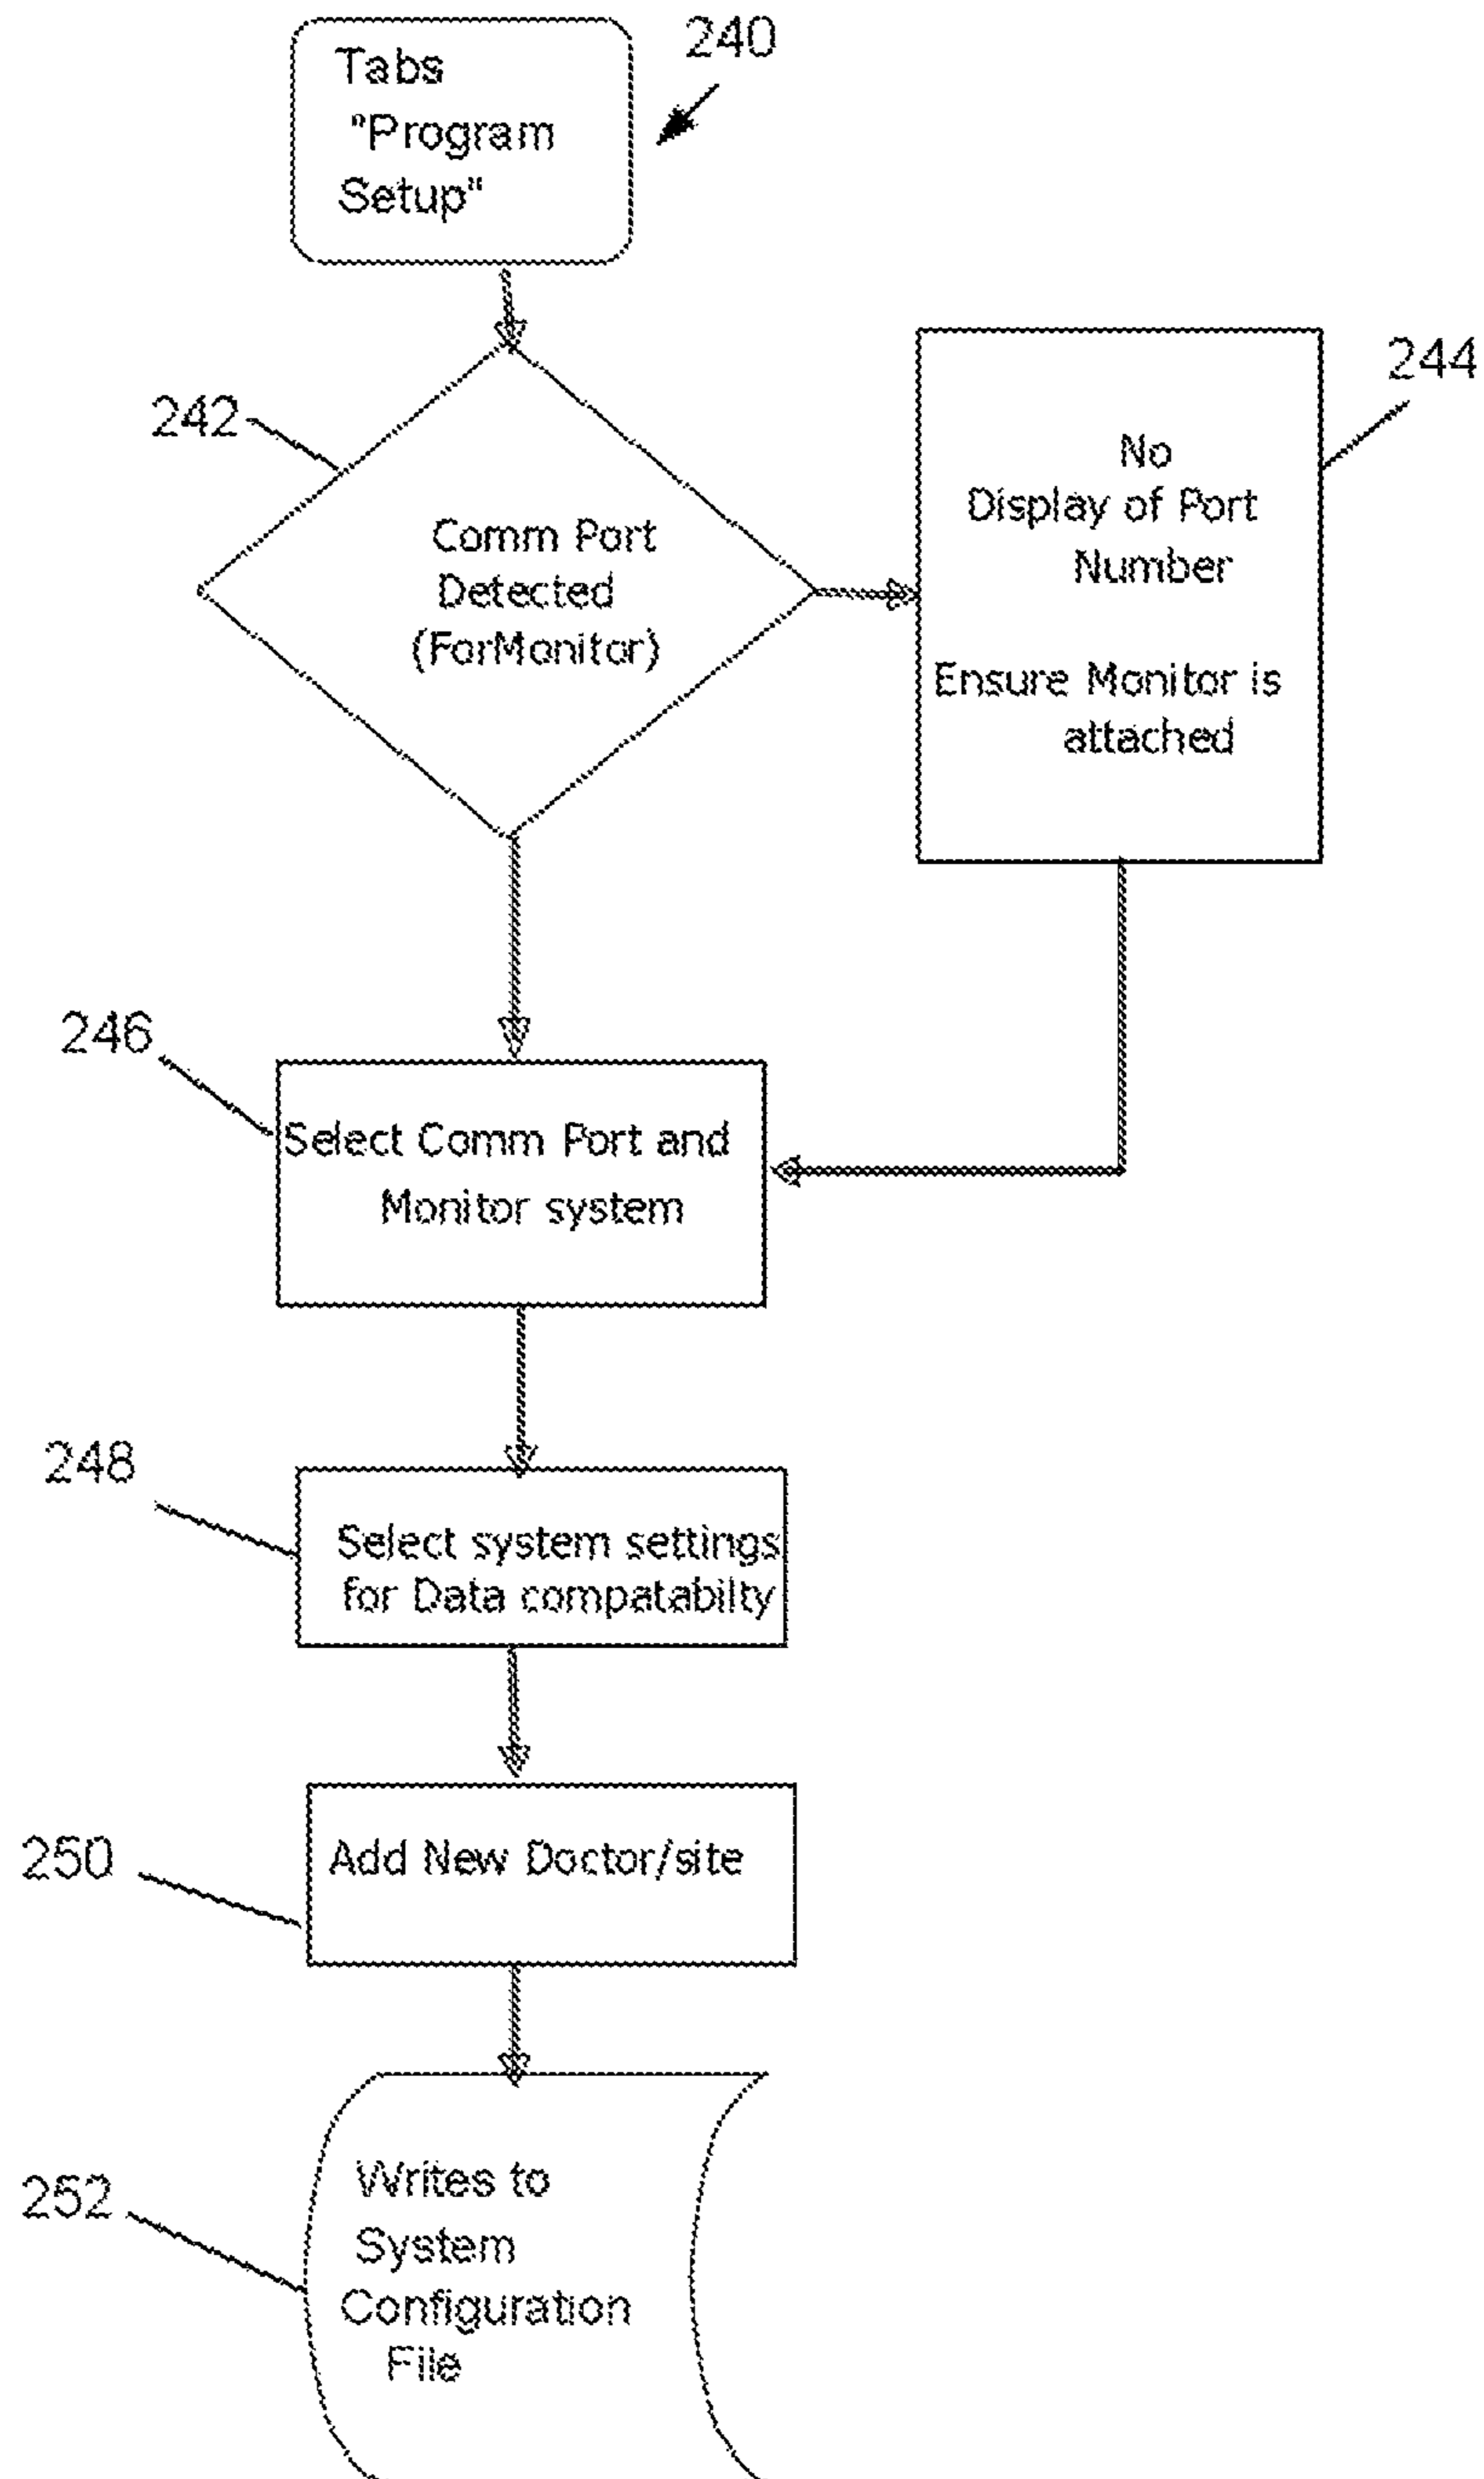 Tabs
"Program
Setup"
240
242
Comm Port
Detected
(ForMonitor)
No
Display of Port
Number
Ensure Monitor is
attached
244
246
Select Comm Port and
Monitor system
248
Select system settings
for Data compatabilty
250
Add New Doctor/site
252
Writes to
System
Configuration
File